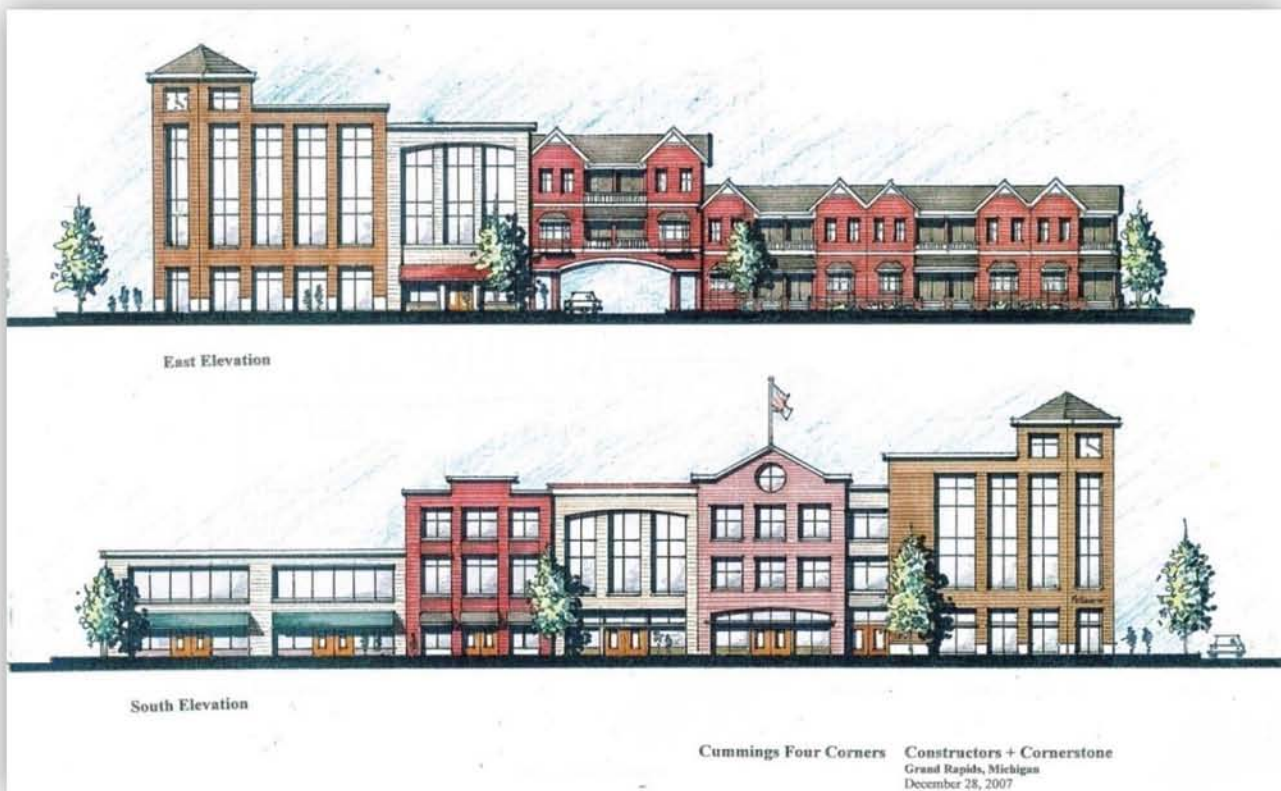 East Elevation
South Elevation
Cummings Four Corners Constructors + Cornerstone
Grand Rapids, Michigan
December 28, 2007